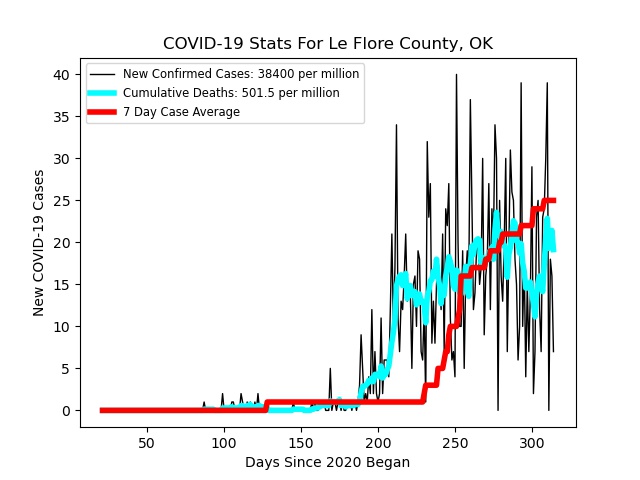 COVID-19 Stats For Le Flore County, OK
New Confirmed Cases: 38400 per million
Cumulative Deaths: 501.5 per million
7 Day Case Average
New COVID-19 Cases
40
35
30
25
20
15
10
5
0
50 100 150 200 250 300
Days Since 2020 Began